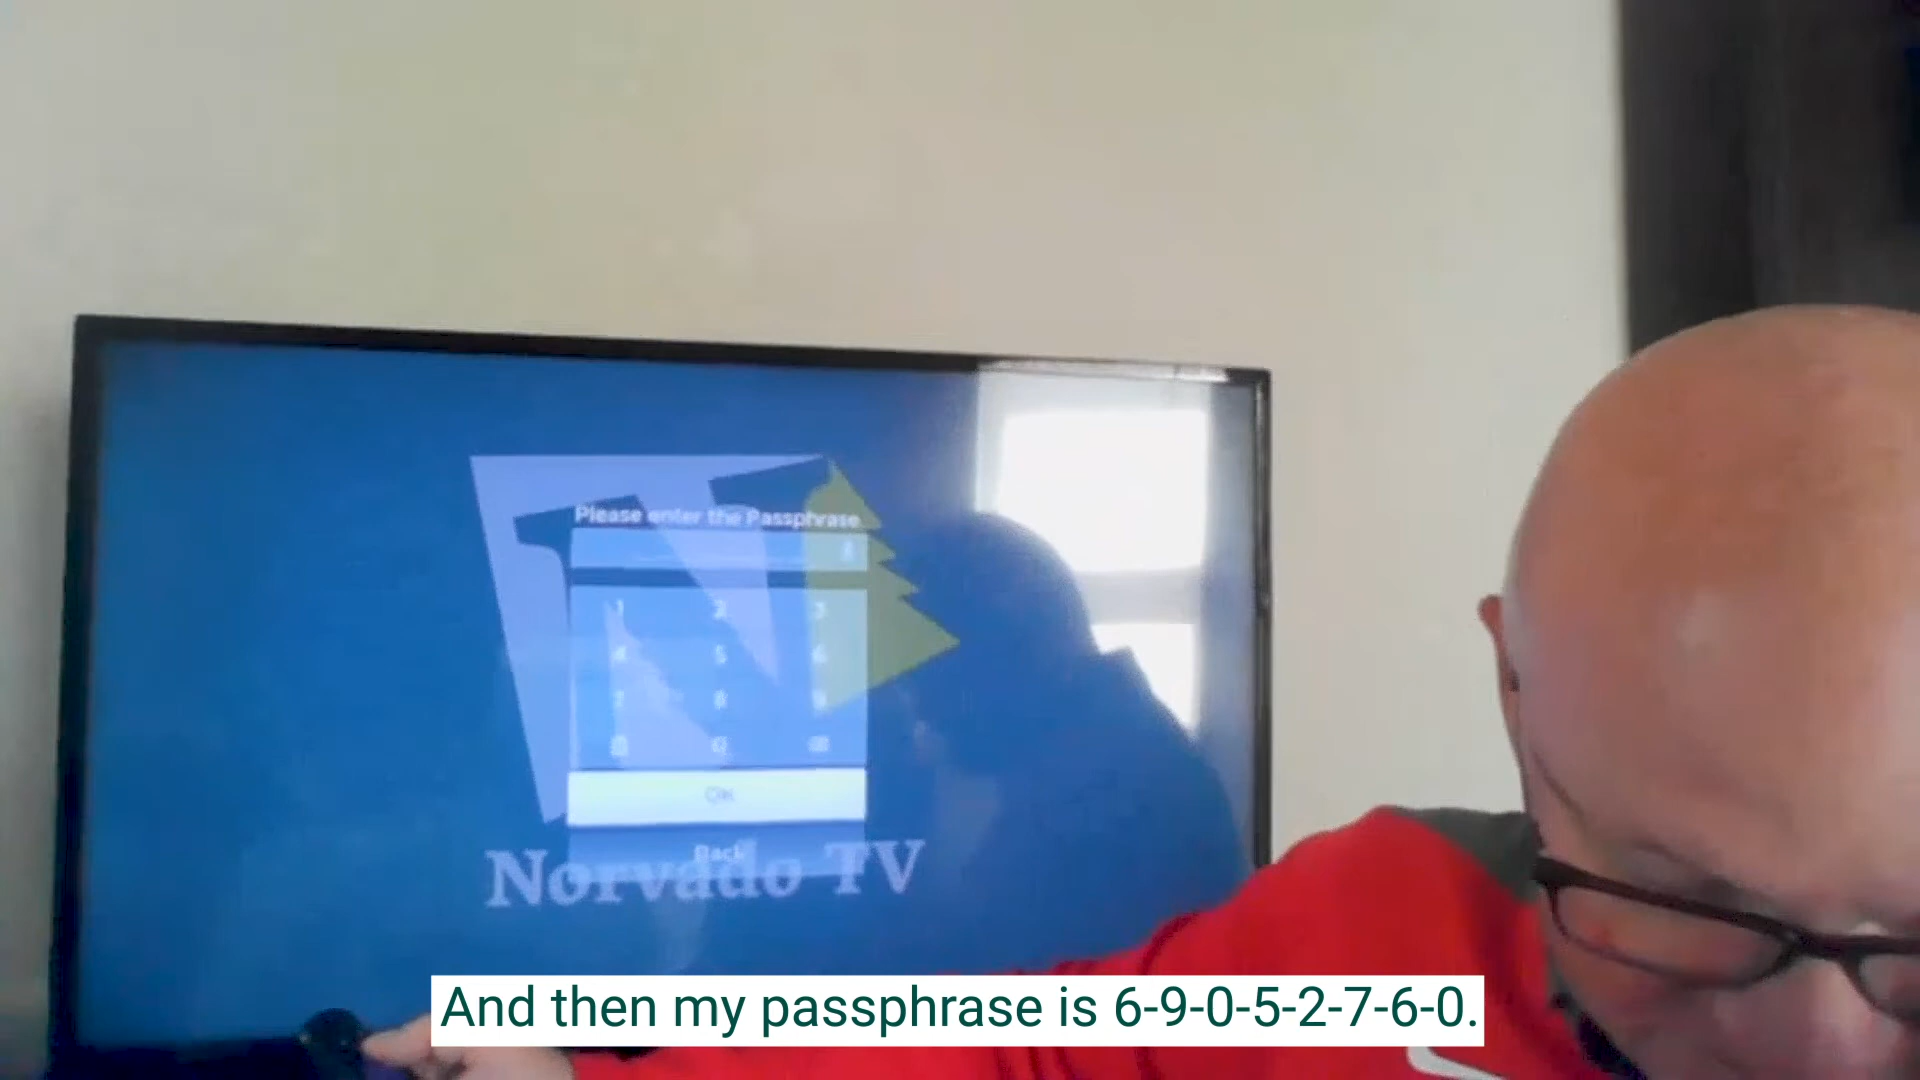 Please enter the Passphrase
1 2 3
4 5 6
7 8 9
OK
Back
Norvado TV
And then my passphrase is 6-9-0-5-2-7-6-0.